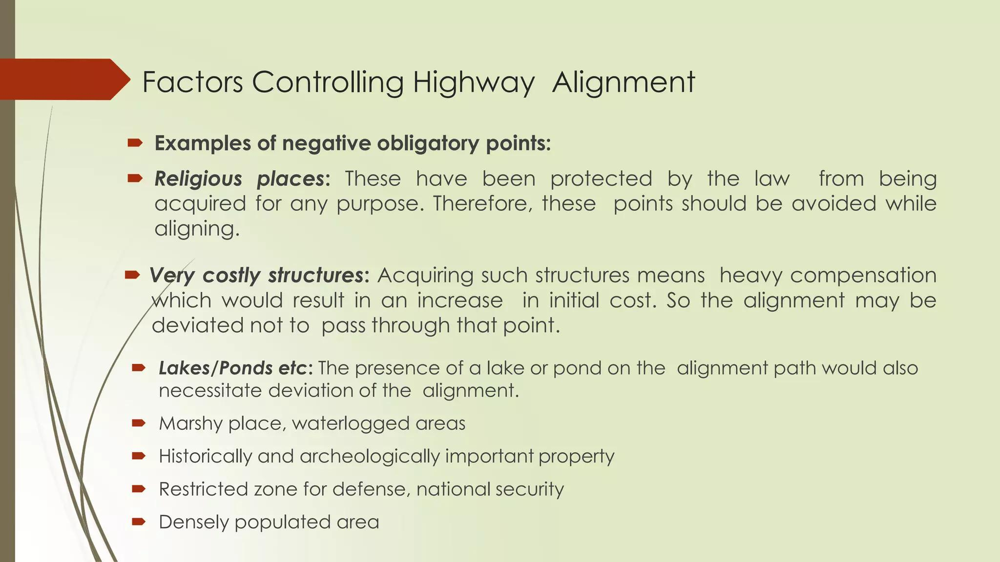 Factors Controlling Highway Alignment
Examples of negative obligatory points:
Religious places: These have been protected by the law from being
acquired for any purpose. Therefore, these points should be avoided while
aligning.
Very costly structures: Acquiring such structures means heavy compensation
which would result in an increase in initial cost. So the alignment may be
deviated not to pass through that point.
Lakes/Ponds etc: The presence of a lake or pond on the alignment path would also
necessitate deviation of the alignment.
Marshy place, waterlogged areas
Historically and archeologically important property
Restricted zone for defense, national security
Densely populated area